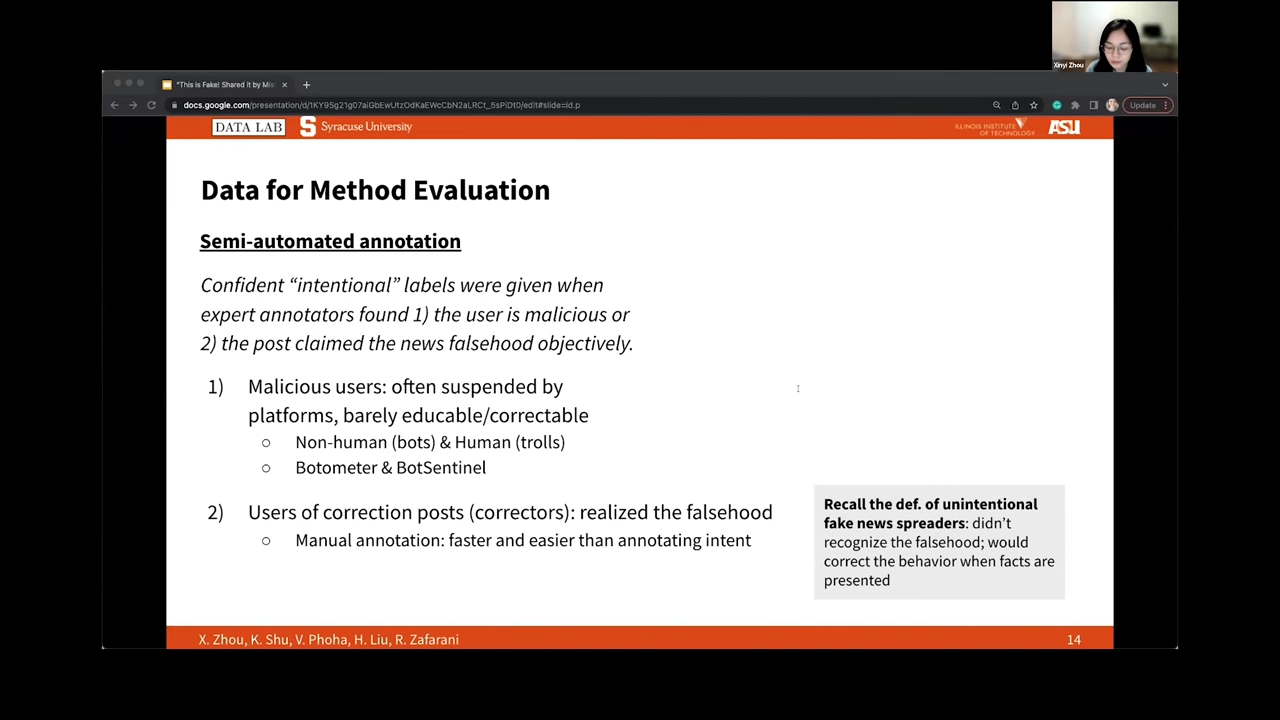 Xinyi Zhou
"This is Fake! Shared it by Mis
docs.google.com/presentation/d/1KY9Sg21g07aiGbEwUtzOdKaEWcCbN2aLRCt_5sPiDt0/edit#slide=id.p
Update
DATA LAB
S Syracuse University
ILLINOIS INSTITUTE
OF TECHNOLOGY
ASU
Data for Method Evaluation
Semi-automated annotation
Confident “intentional” labels were given when
expert annotators found 1) the user is malicious or
2) the post claimed the news falsehood objectively.
1) Malicious users: often suspended by
platforms, barely educable/correctable
○ Non-human (bots) & Human (trolls)
○ Botometer & BotSentinel
2) Users of correction posts (correctors): realized the falsehood
○ Manual annotation: faster and easier than annotating intent
Recall the def. of unintentional
fake news spreaders: didn’t
recognize the falsehood; would
correct the behavior when facts are
presented
X. Zhou, K. Shu, V. Phoha, H. Liu, R. Zafarani
14